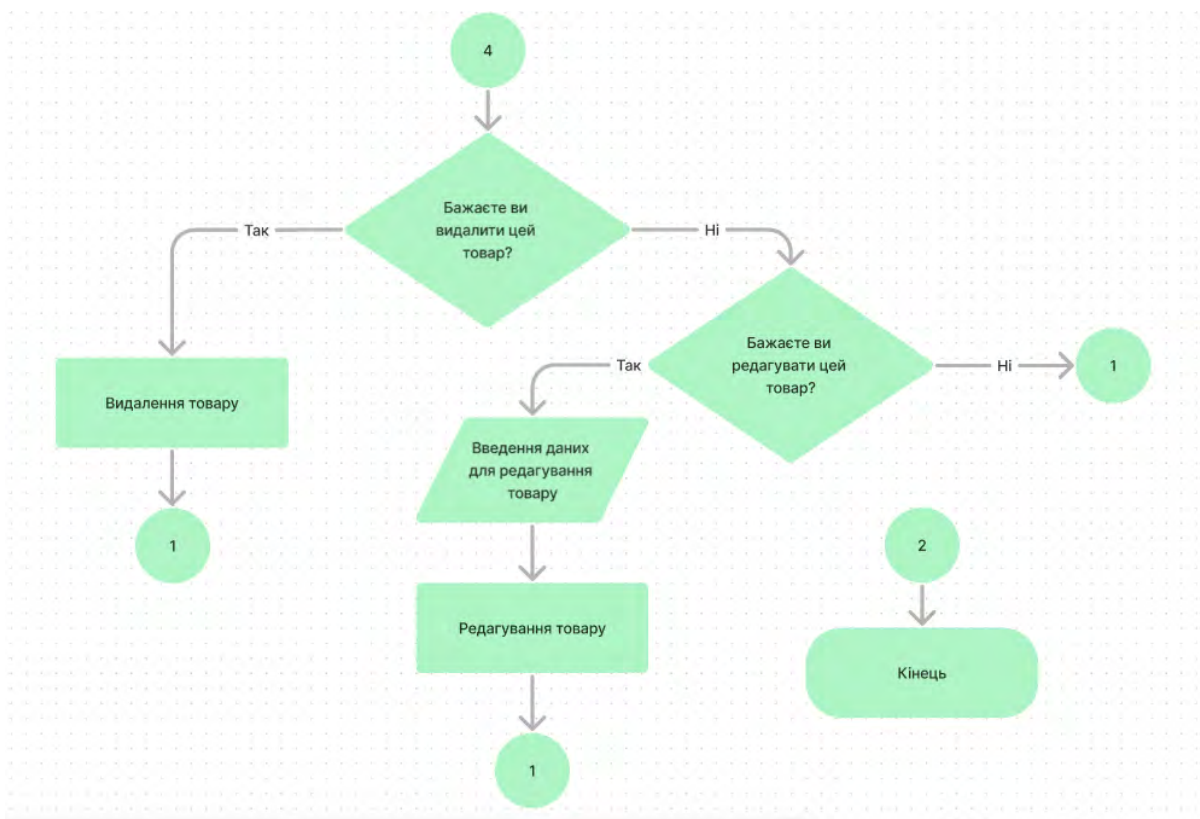 4
Бажаєте ви
видалити цей
товар?
Так
Ні
Бажаєте ви
редагувати цей
товар?
Так
Ні
1
Видалення товару
1
Введення даних
для редагування
товару
Редагування товару
1
2
Кінець